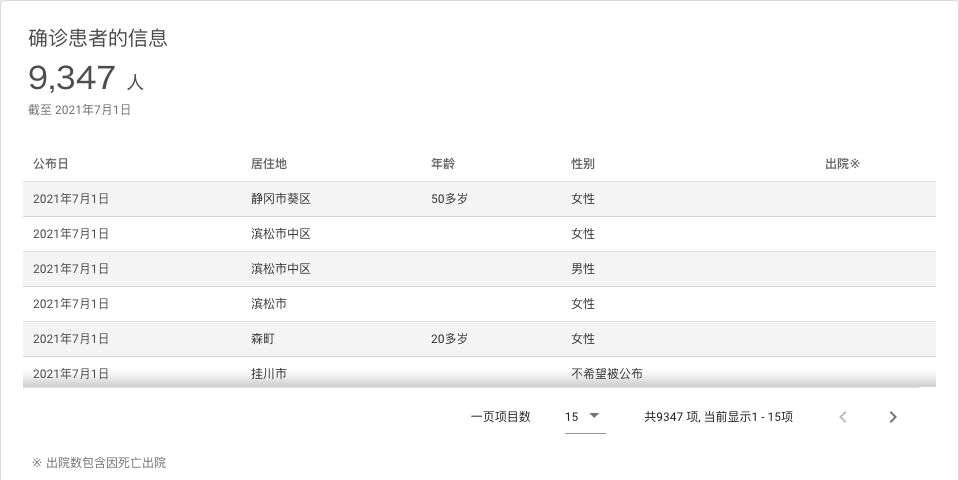 确诊患者的信息
9,347 人
截至 2021年7月1日
公布日 居住地 年龄 性别 出院※
2021年7月1日 静冈市葵区 50多岁 女性
2021年7月1日 滨松市中区 女性
2021年7月1日 滨松市中区 男性
2021年7月1日 滨松市 女性
2021年7月1日 森町 20多岁 女性
2021年7月1日 挂川市 不希望被公布
一页项目数 15 共9347 项, 当前显示1 - 15项
※ 出院数包含因死亡出院